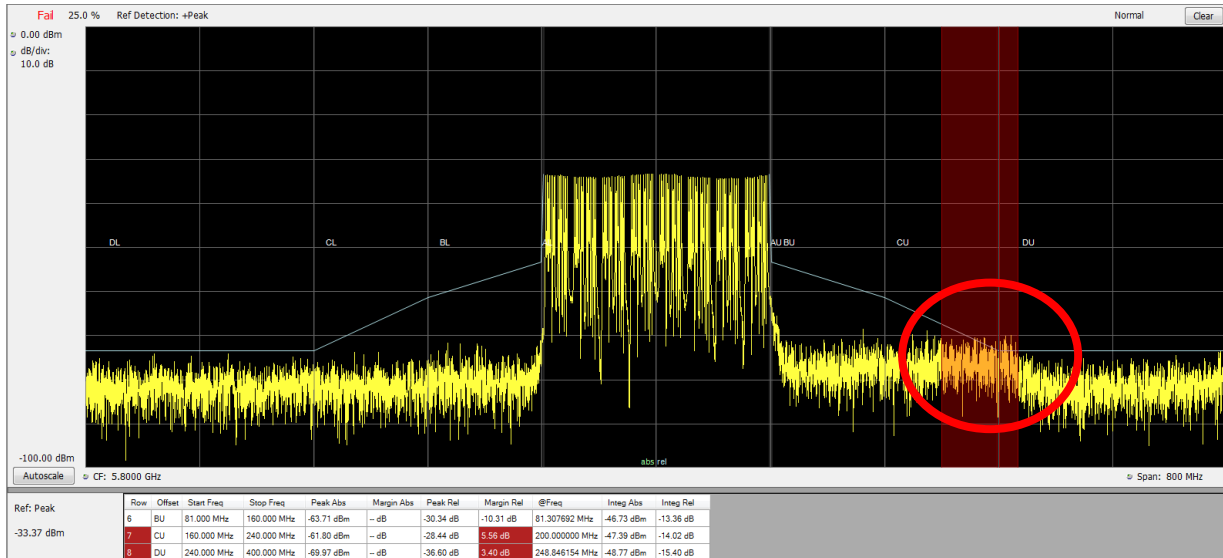 Fail 25.0 % Ref Detection: +Peak Normal Clear
0.00 dBm
dB/div:
10.0 dB
DL CL BL AL AU BU CU DU
-100.00 dBm
abs rel
Autoscale CF: 5.8000 GHz Span: 800 MHz
Ref: Peak
-33.37 dBm
Row Offset Start Freq Stop Freq Peak Abs Margin Abs Peak Rel Margin Rel @Freq Integ Abs Integ Rel
6 BU 81.000 MHz 160.000 MHz -63.71 dBm -- dB -30.34 dB -10.31 dB 81.307692 MHz -46.73 dBm -13.36 dB
7 CU 160.000 MHz 240.000 MHz -61.80 dBm -- dB -28.44 dB 5.56 dB 200.000000 MHz -47.39 dBm -14.02 dB
8 DU 240.000 MHz 400.000 MHz -69.97 dBm -- dB -36.60 dB 3.40 dB 248.846154 MHz -48.77 dBm -15.40 dB